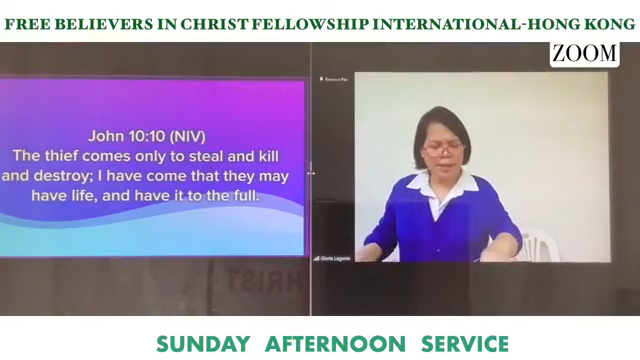 FREE BELIEVERS IN CHRIST FELLOWSHIP INTERNATIONAL-HONG KONG
ZOOM
John 10:10 (NIV)
The thief comes only to steal and kill
and destroy; I have come that they may
have life, and have it to the full.
Gloria Lagovis
SUNDAY AFTERNOON SERVICE